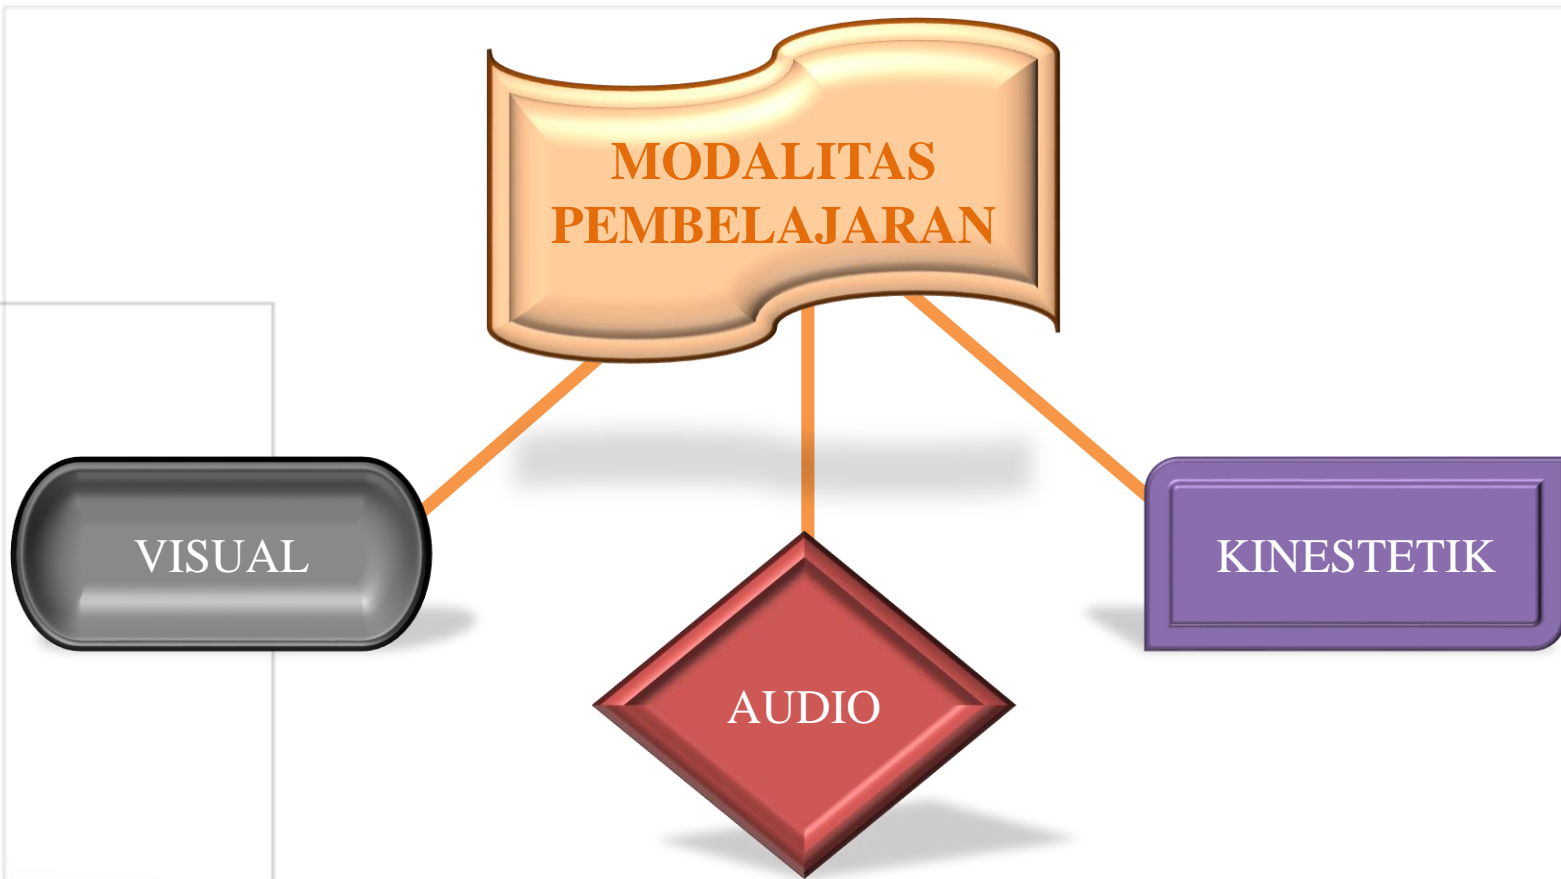 MODALITAS
PEMBELAJARAN
VISUAL
KINESTETIK
AUDIO